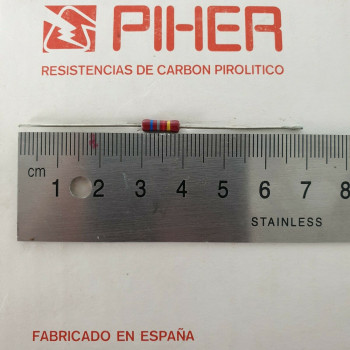 PIHER
RESISTENCIAS DE CARBON PIROLITICO
cm 1 2 3 4 5 6 7 8
STAINLESS
FABRICADO EN ESPAÑA